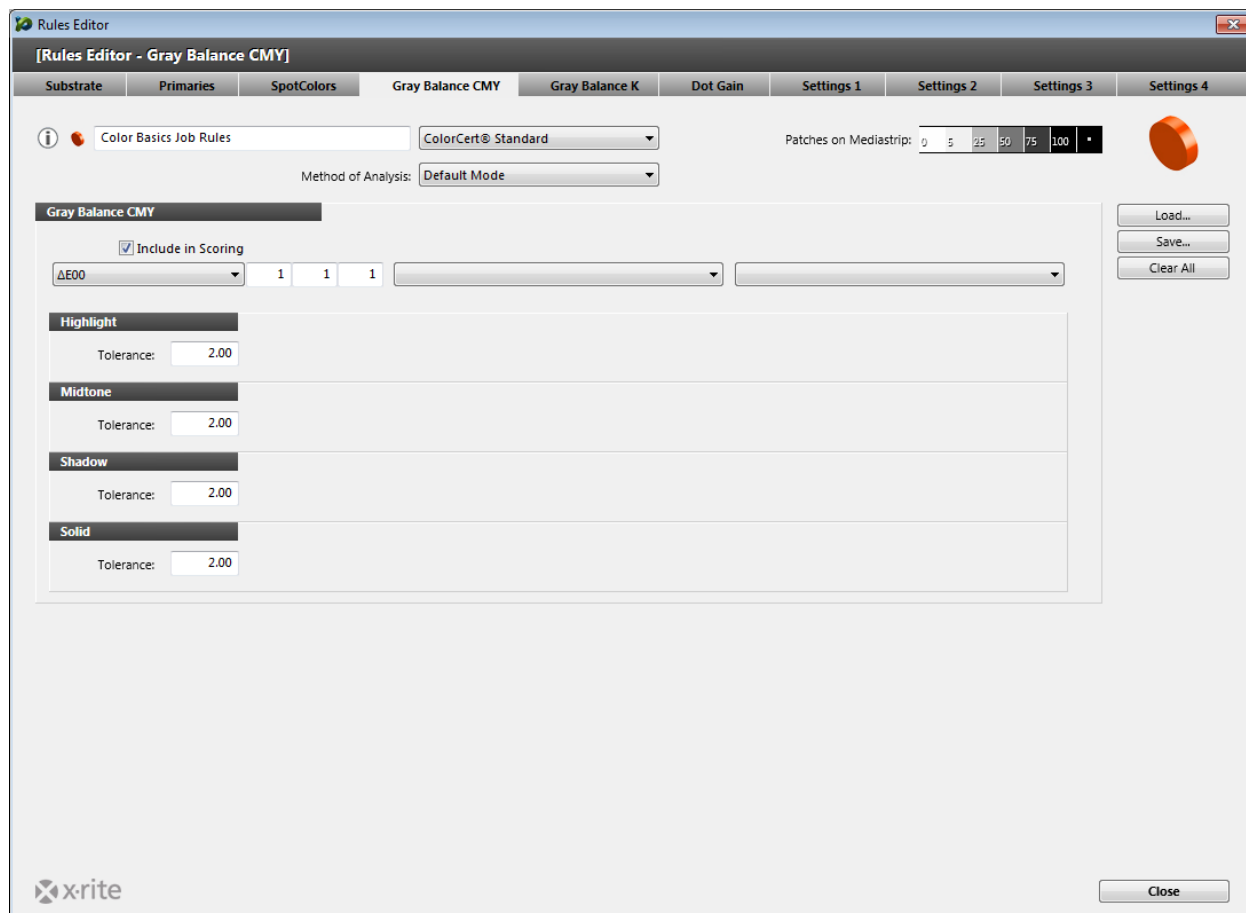 Rules Editor
[Rules Editor - Gray Balance CMY]
Substrate Primaries SpotColors Gray Balance CMY Gray Balance K Dot Gain Settings 1 Settings 2 Settings 3 Settings 4
Color Basics Job Rules ColorCert® Standard Patches on Mediastrip: 0 5 25 50 75 100
Method of Analysis: Default Mode
Gray Balance CMY
Load...
Include in Scoring
Save...
ΔE00 1 1 1
Clear All
Highlight
Tolerance: 2.00
Midtone
Tolerance: 2.00
Shadow
Tolerance: 2.00
Solid
Tolerance: 2.00
x·rite
Close